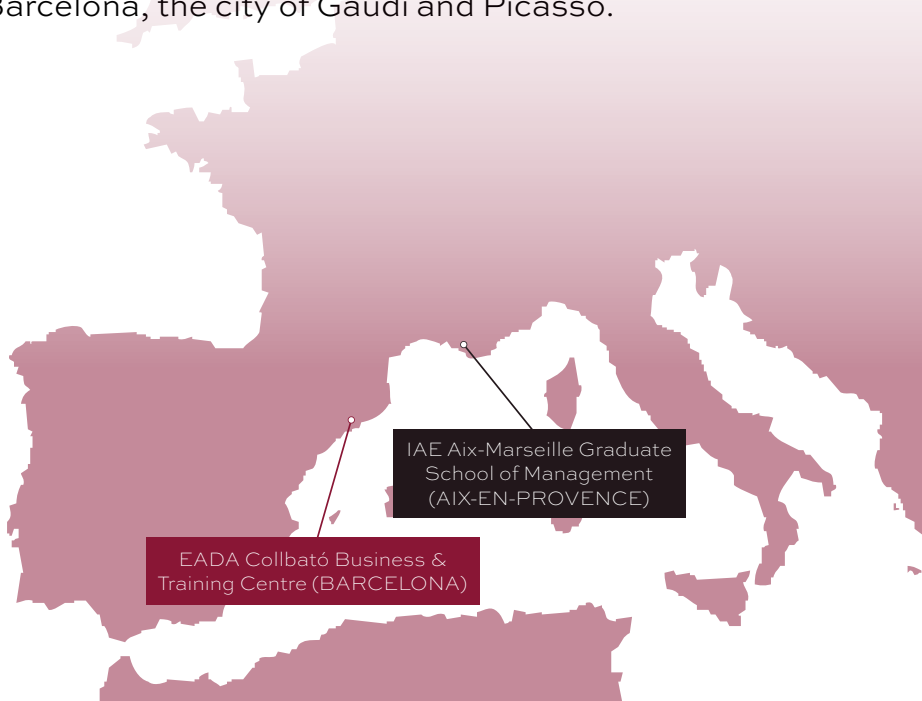 Barcelona, the city of Gaudí and Picasso.
IAE Aix-Marseille Graduate
School of Management
(AIX-EN-PROVENCE)
EADA Collbató Business &
Training Centre (BARCELONA)